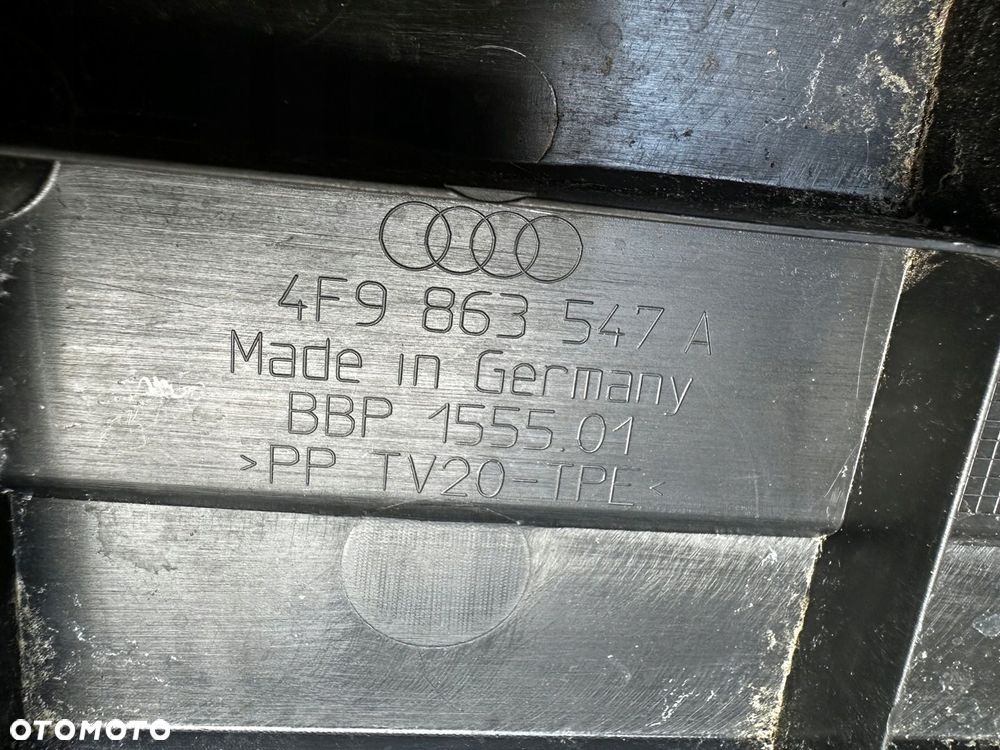 4F9 863 547 A
Made in Germany
BBP 1555.01
>PP TV20-TPE<
OTOMOTO